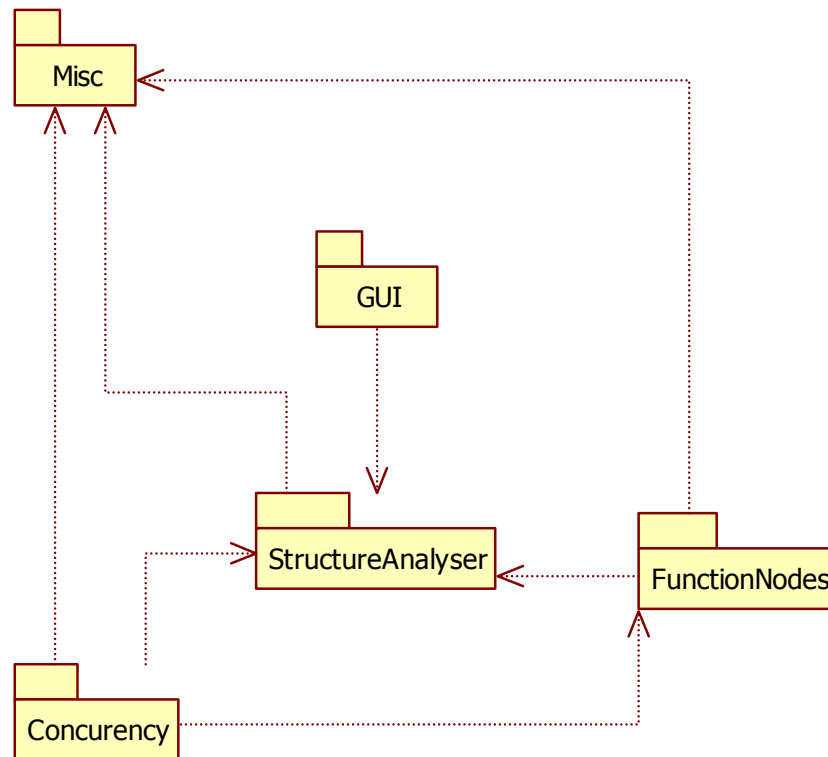 Misc
GUI
StructureAnalyser
FunctionNodes
Concurency